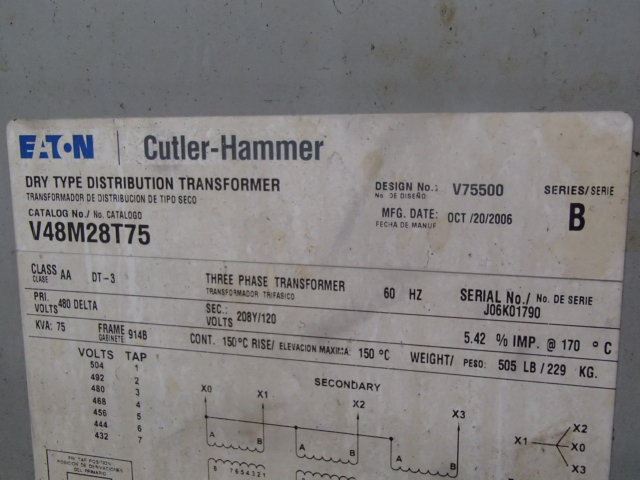 EATON Cutler-Hammer
DRY TYPE DISTRIBUTION TRANSFORMER
TRANSFORMADOR DE DISTRIBUCION DE TIPO SECO
DESIGN No.: V75500
No. DE DISEÑO
SERIES/SERIE
B
CATALOG No./ No. CATALOGO
V48M28T75
MFG. DATE: OCT /20/2006
FECHA DE MANUF
CLASS AA DT-3
CLASE
THREE PHASE TRANSFORMER
TRANSFORMADOR TRIFASICO
60 HZ
SERIAL No./ No. DE SERIE
J06K01790
PRI.
VOLTS 480 DELTA
SEC.:
VOLTS 208Y/120
5.42 % IMP. @ 170 °C
KVA: 75
FRAME 914B
GABINETE
CONT. 150°C RISE/ ELEVACION MAXIMA: 150 °C
WEIGHT/ PESO: 505 LB/229 KG.
VOLTS TAP
504 1
492 2
480 3
468 4
456 5
444 6
432 7
SECONDARY
X0 X1 X2 X3
A B A B A B
B 7654321
X2
X1 X0
X3
POSICION DE DERIVACIONES
DEL PRIMARIO